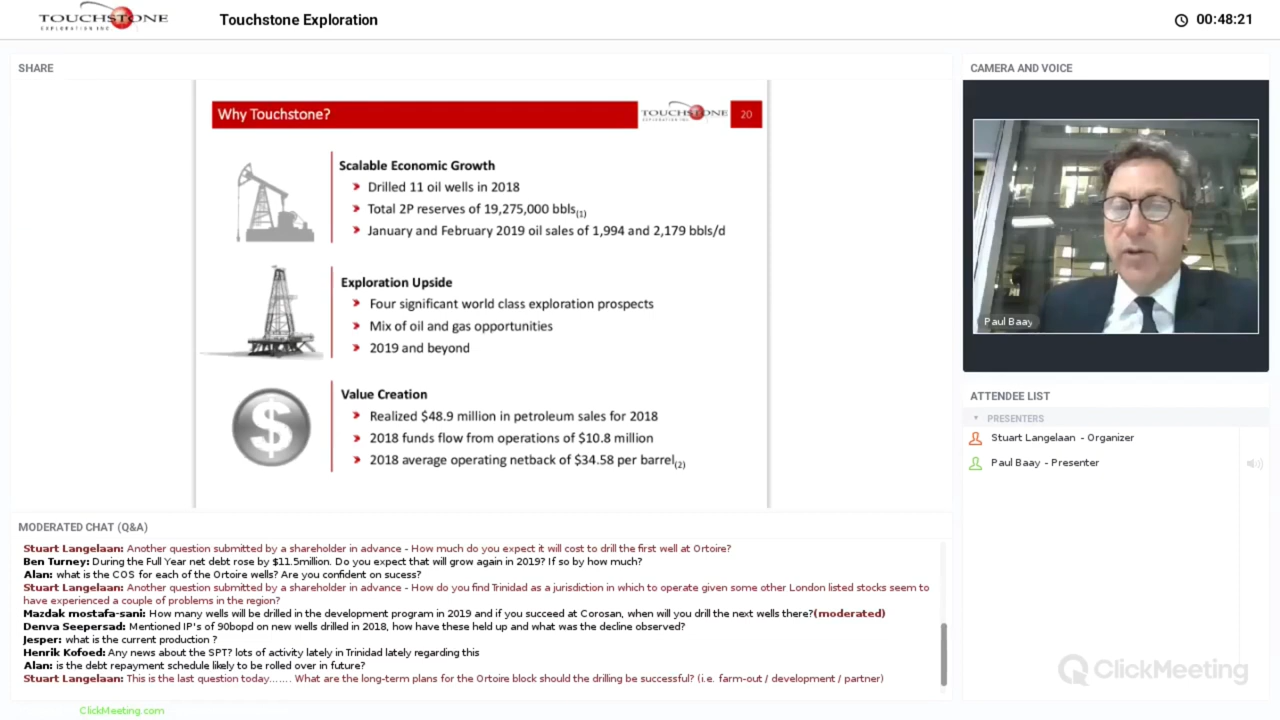 TOUCHSTONE
EXPLORATION INC
Touchstone Exploration
00:48:21
SHARE
Why Touchstone?
TOUCHSTONE
EXPLORATION INC
20
Scalable Economic Growth
Drilled 11 oil wells in 2018
Total 2P reserves of 19,275,000 bbls(1)
January and February 2019 oil sales of 1,994 and 2,179 bbls/d
Exploration Upside
Four significant world class exploration prospects
Mix of oil and gas opportunities
2019 and beyond
$
Value Creation
Realized $48.9 million in petroleum sales for 2018
2018 funds flow from operations of $10.8 million
2018 average operating netback of $34.58 per barrel(2)
CAMERA AND VOICE
Paul Baay
ATTENDEE LIST
PRESENTERS
Stuart Langelaan - Organizer
Paul Baay - Presenter
MODERATED CHAT (Q&A)
Stuart Langelaan: Another question submitted by a shareholder in advance - How much do you expect it will cost to drill the first well at Ortoire?
Ben Turney: During the Full Year net debt rose by $11.5million. Do you expect that will grow again in 2019? If so by how much?
Alan: what is the COS for each of the Ortoire wells? Are you confident on sucess?
Stuart Langelaan: Another question submitted by a shareholder in advance - How do you find Trinidad as a jurisdiction in which to operate given some other London listed stocks seem to
have experienced a couple of problems in the region?
Mazdak mostafa-sani: How many wells will be drilled in the development program in 2019 and if you succeed at Corosan, when will you drill the next wells there?(moderated)
Denva Seepersad: Mentioned IP's of 90bopd on new wells drilled in 2018, how have these held up and what was the decline observed?
Jesper: what is the current production ?
Henrik Kofoed: Any news about the SPT? lots of activity lately in Trinidad lately regarding this
Alan: is the debt repayment schedule likely to be rolled over in future?
Stuart Langelaan: This is the last question today....... What are the long-term plans for the Ortoire block should the drilling be successful? (i.e. farm-out / development / partner)
ClickMeeting
ClickMeeting.com